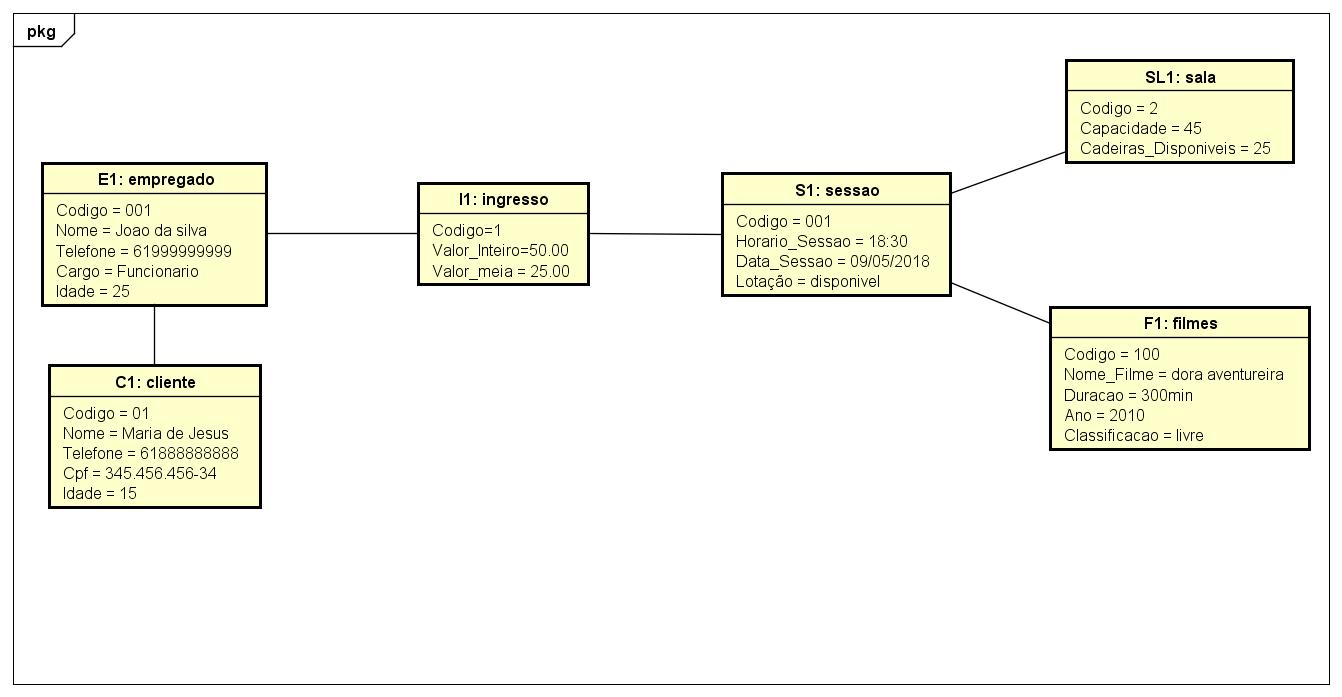 pkg
SL1: sala
Codigo = 2
Capacidade = 45
Cadeiras_Disponiveis = 25
E1: empregado
Codigo = 001
Nome = Joao da silva
Telefone = 61999999999
Cargo = Funcionario
Idade = 25
I1: ingresso
Codigo=1
Valor_Inteiro=50.00
Valor_meia = 25.00
S1: sessao
Codigo = 001
Horario_Sessao = 18:30
Data_Sessao = 09/05/2018
Lotação = disponivel
F1: filmes
Codigo = 100
Nome_Filme = dora aventureira
Duracao = 300min
Ano = 2010
Classificacao = livre
C1: cliente
Codigo = 01
Nome = Maria de Jesus
Telefone = 61888888888
Cpf = 345.456.456-34
Idade = 15